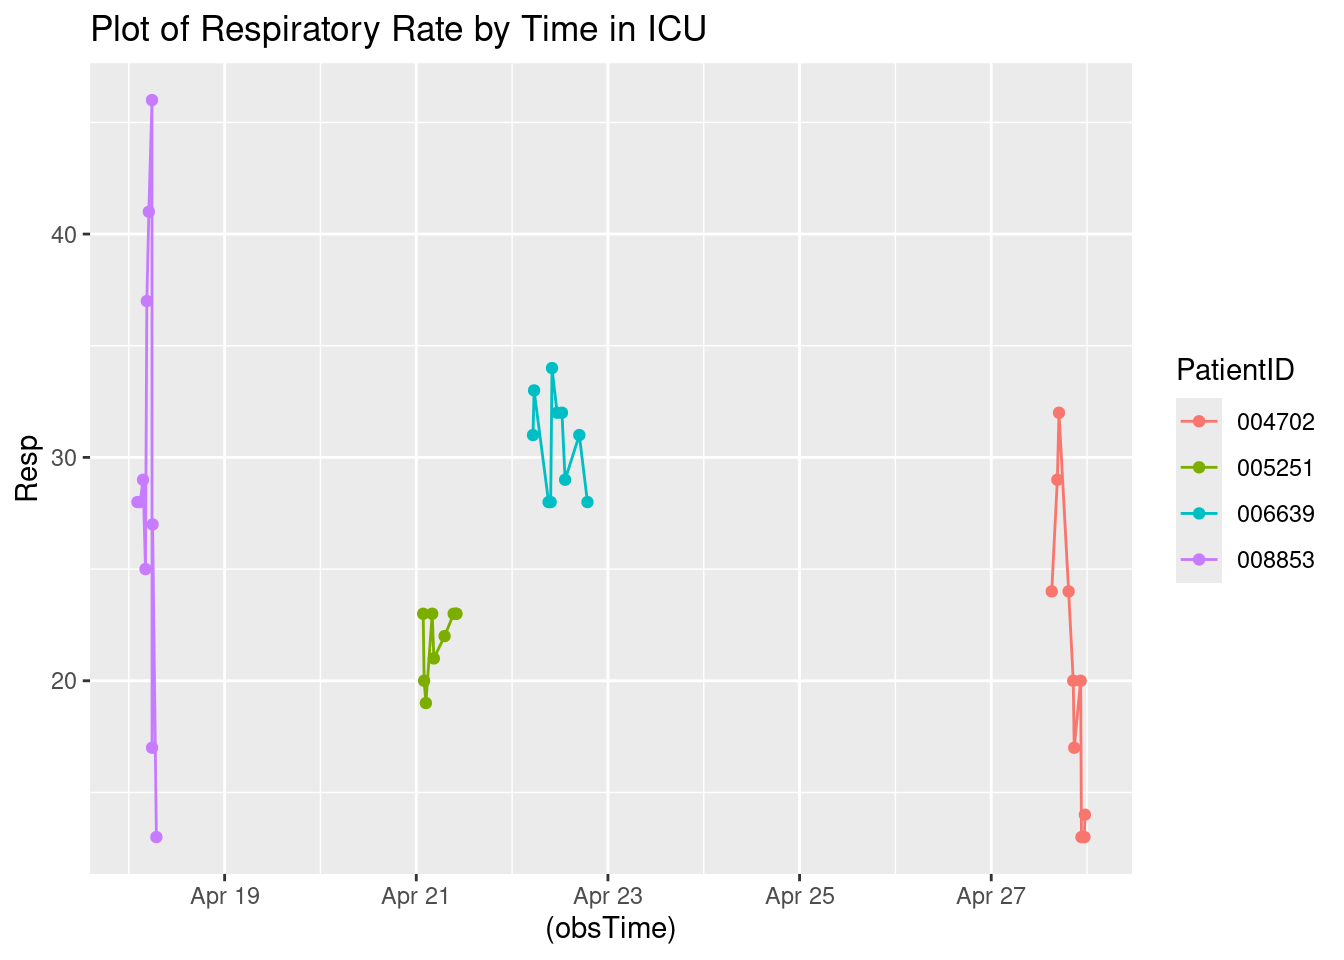 Plot of Respiratory Rate by Time in ICU
Resp
40
30
20
Apr 19
Apr 21
Apr 23
Apr 25
Apr 27
(obsTime)
PatientID
004702
005251
006639
008853